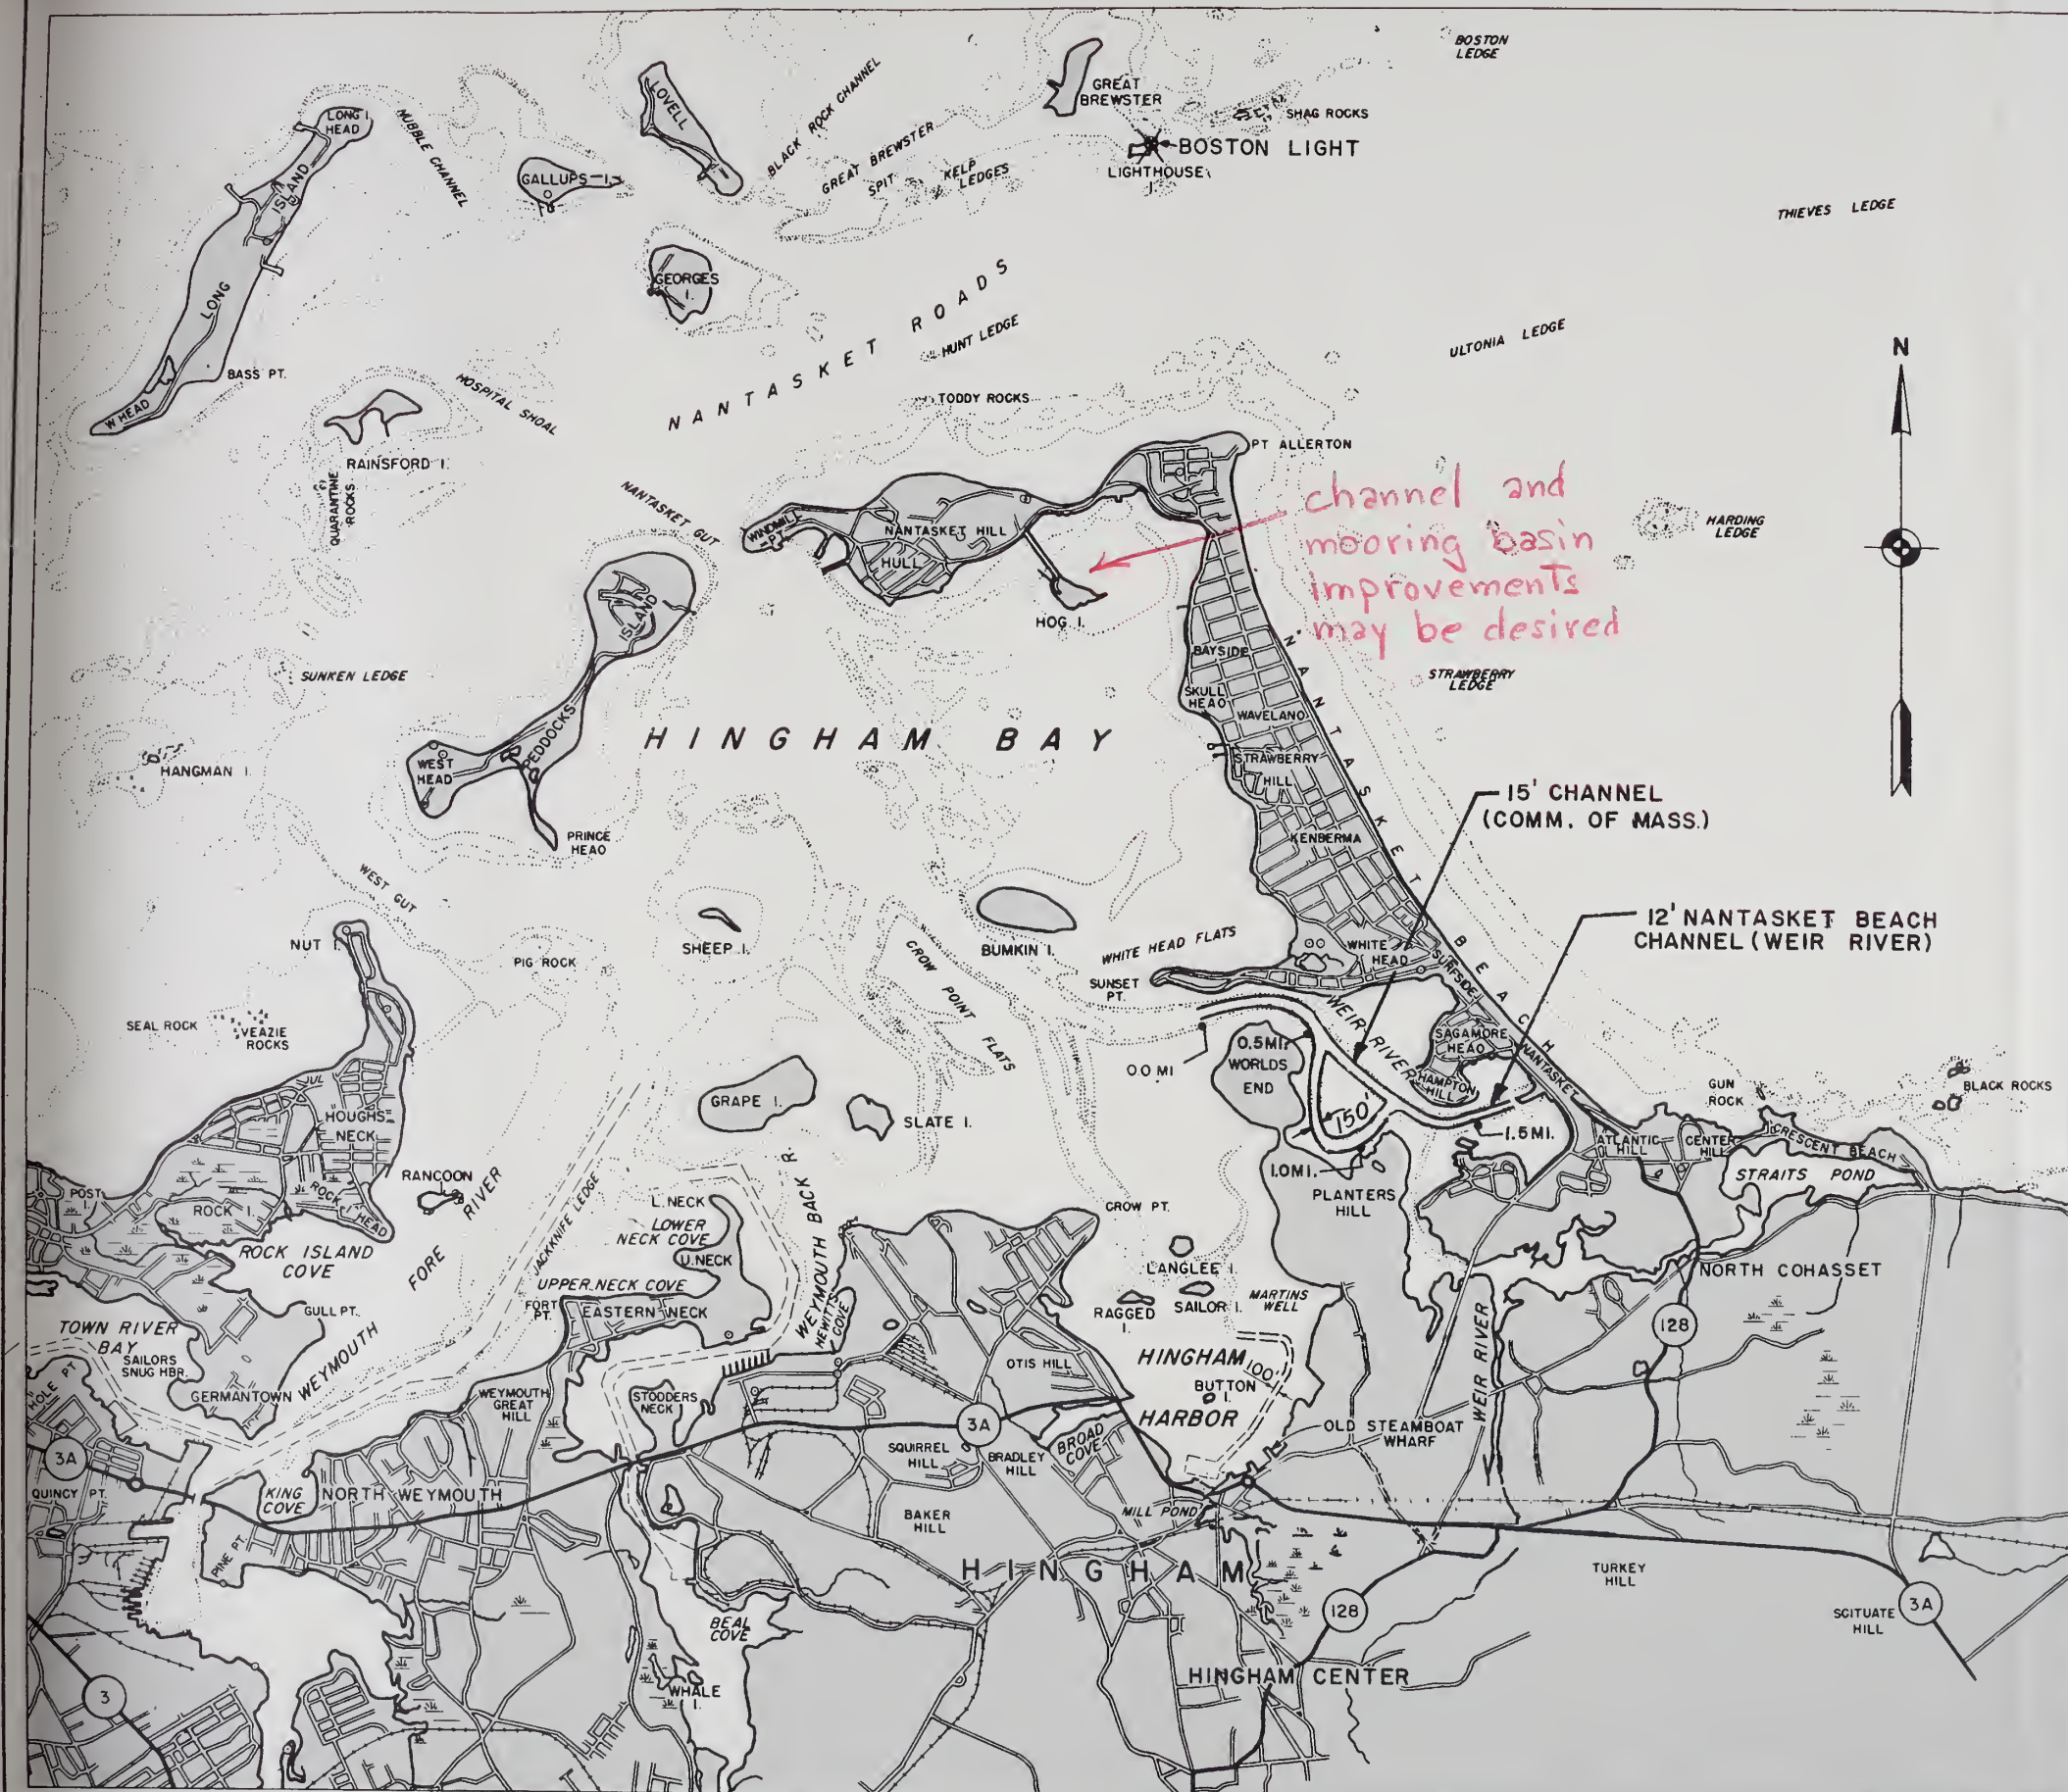 BOSTON
LEDGE
GREAT
BREWSTER
SHAG ROCKS
BOSTON LIGHT
LIGHTHOUSE
I.
LOVELL
BLACK ROCK CHANNEL
GREAT BREWSTER
SPIT
KELP
LEDGES
LONG I.
HEAD
NUBBLE CHANNEL
GALLUPS I.
ISLAND
LONG
THIEVES LEDGE
GEORGES
I.
NANTASKET ROADS
HUNT LEDGE
ULTONIA LEDGE
N
BASS PT.
W HEAD
HOSPITAL SHOAL
TODDY ROCKS
RAINSFORD I.
QUARANTINE
ROCKS
PT ALLERTON
channel and
mooring basin
improvements
may be desired
NANTASKET GUT
WINDMILL
PT.
NANTASKET HILL
HULL
HARDING
LEDGE
HOG I.
ISLAND
PEDDOCKS
SUNKEN LEDGE
BAYSIDE
STRAWBERRY
LEDGE
SKULL
HEAD
WAVELAND
HINGHAM BAY
NANTASKET BEACH
WEST
HEAD
HANGMAN I.
STRAWBERRY
HILL
15' CHANNEL
(COMM. OF MASS.)
PRINCE
HEAD
KENBERMA
WEST GUT
12' NANTASKET BEACH
CHANNEL (WEIR RIVER)
NUT I.
SHEEP I.
BUMKIN I.
CROW POINT FLATS
WHITE HEAD FLATS
WHITE
HEAD
SURFSIDE
PIG ROCK
SUNSET
PT.
WEIR RIVER
SEAL ROCK
VEAZIE
ROCKS
SAGAMORE
HEAD
NANTASKET
0.5MI.
WORLDS
END
0.0 MI
HAMPTON
HILL
GUN
ROCK
BLACK ROCKS
GRAPE I.
SLATE I.
150'
1.5MI.
HOUGHS
NECK
ATLANTIC
HILL
CENTER
HILL
CRESCENT BEACH
STRAITS POND
1.0MI.
PLANTERS
HILL
RANCOON
I.
POST
I.
ROCK I.
ROCK
HEAD
ROCK ISLAND
COVE
WEYMOUTH FORE RIVER
JACKKNIFE LEDGE
L. NECK
LOWER
NECK COVE
U. NECK
UPPER NECK COVE
WEYMOUTH BACK R.
CROW PT.
LANGLEE I.
SAILOR I.
RAGGED
I.
MARTINS
WELL
NORTH COHASSET
FORT
PT.
EASTERN NECK
NEWITTS
COVE
GULL PT.
TOWN RIVER
BAY
SAILORS
SNUG HBR.
GERMANTOWN
HOLE PT.
WEYMOUTH
GREAT
HILL
STODDERS
NECK
OTIS HILL
HINGHAM
HARBOR
100'
BUTTON
I.
WEIR RIVER
128
OLD STEAMBOAT
WHARF
3A
3A
QUINCY PT.
KING
COVE
NORTH WEYMOUTH
SQUIRREL
HILL
BRADLEY
HILL
BROAD
COVE
BAKER
HILL
MILL POND
PINE PT.
HINGHAM
TURKEY
HILL
BEAL
COVE
128
3A
SCITUATE
HILL
WHALE
I.
HINGHAM CENTER
3